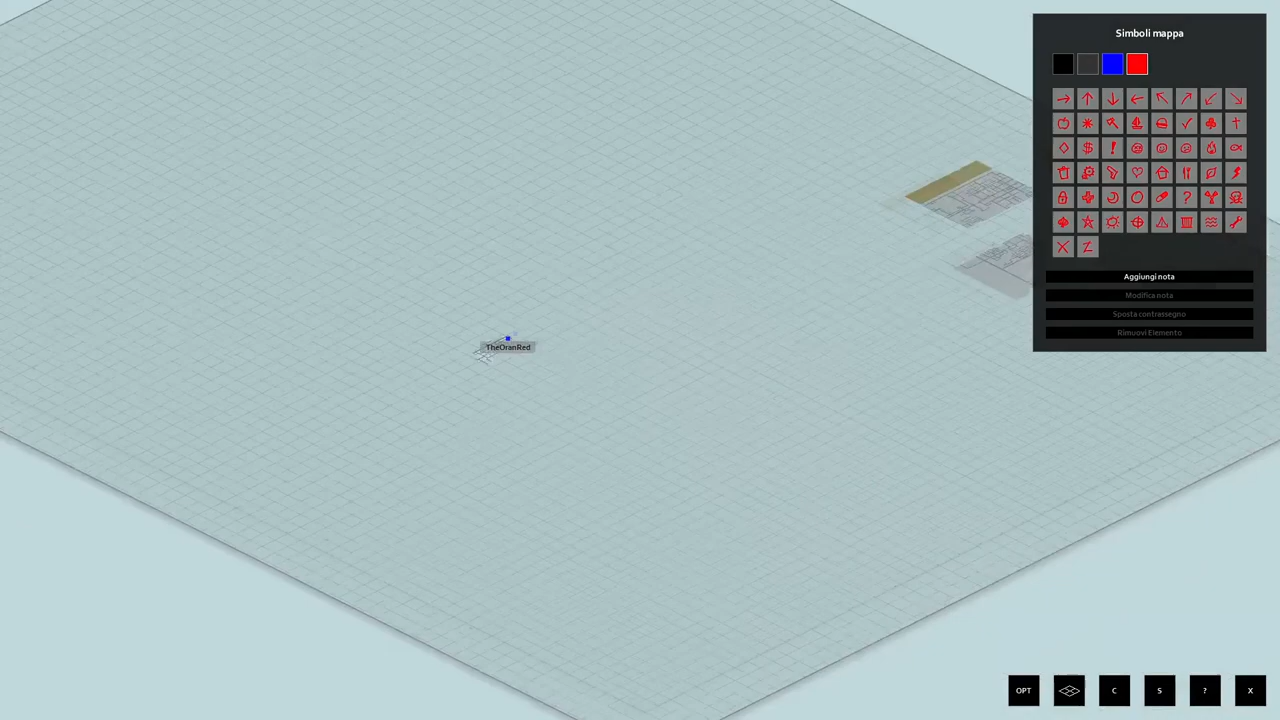 Simboli mappa
Aggiungi nota
Modifica nota
Sposta contrassegno
Rimuovi Elemento
TheOranRed
OPT
C
S
?
X